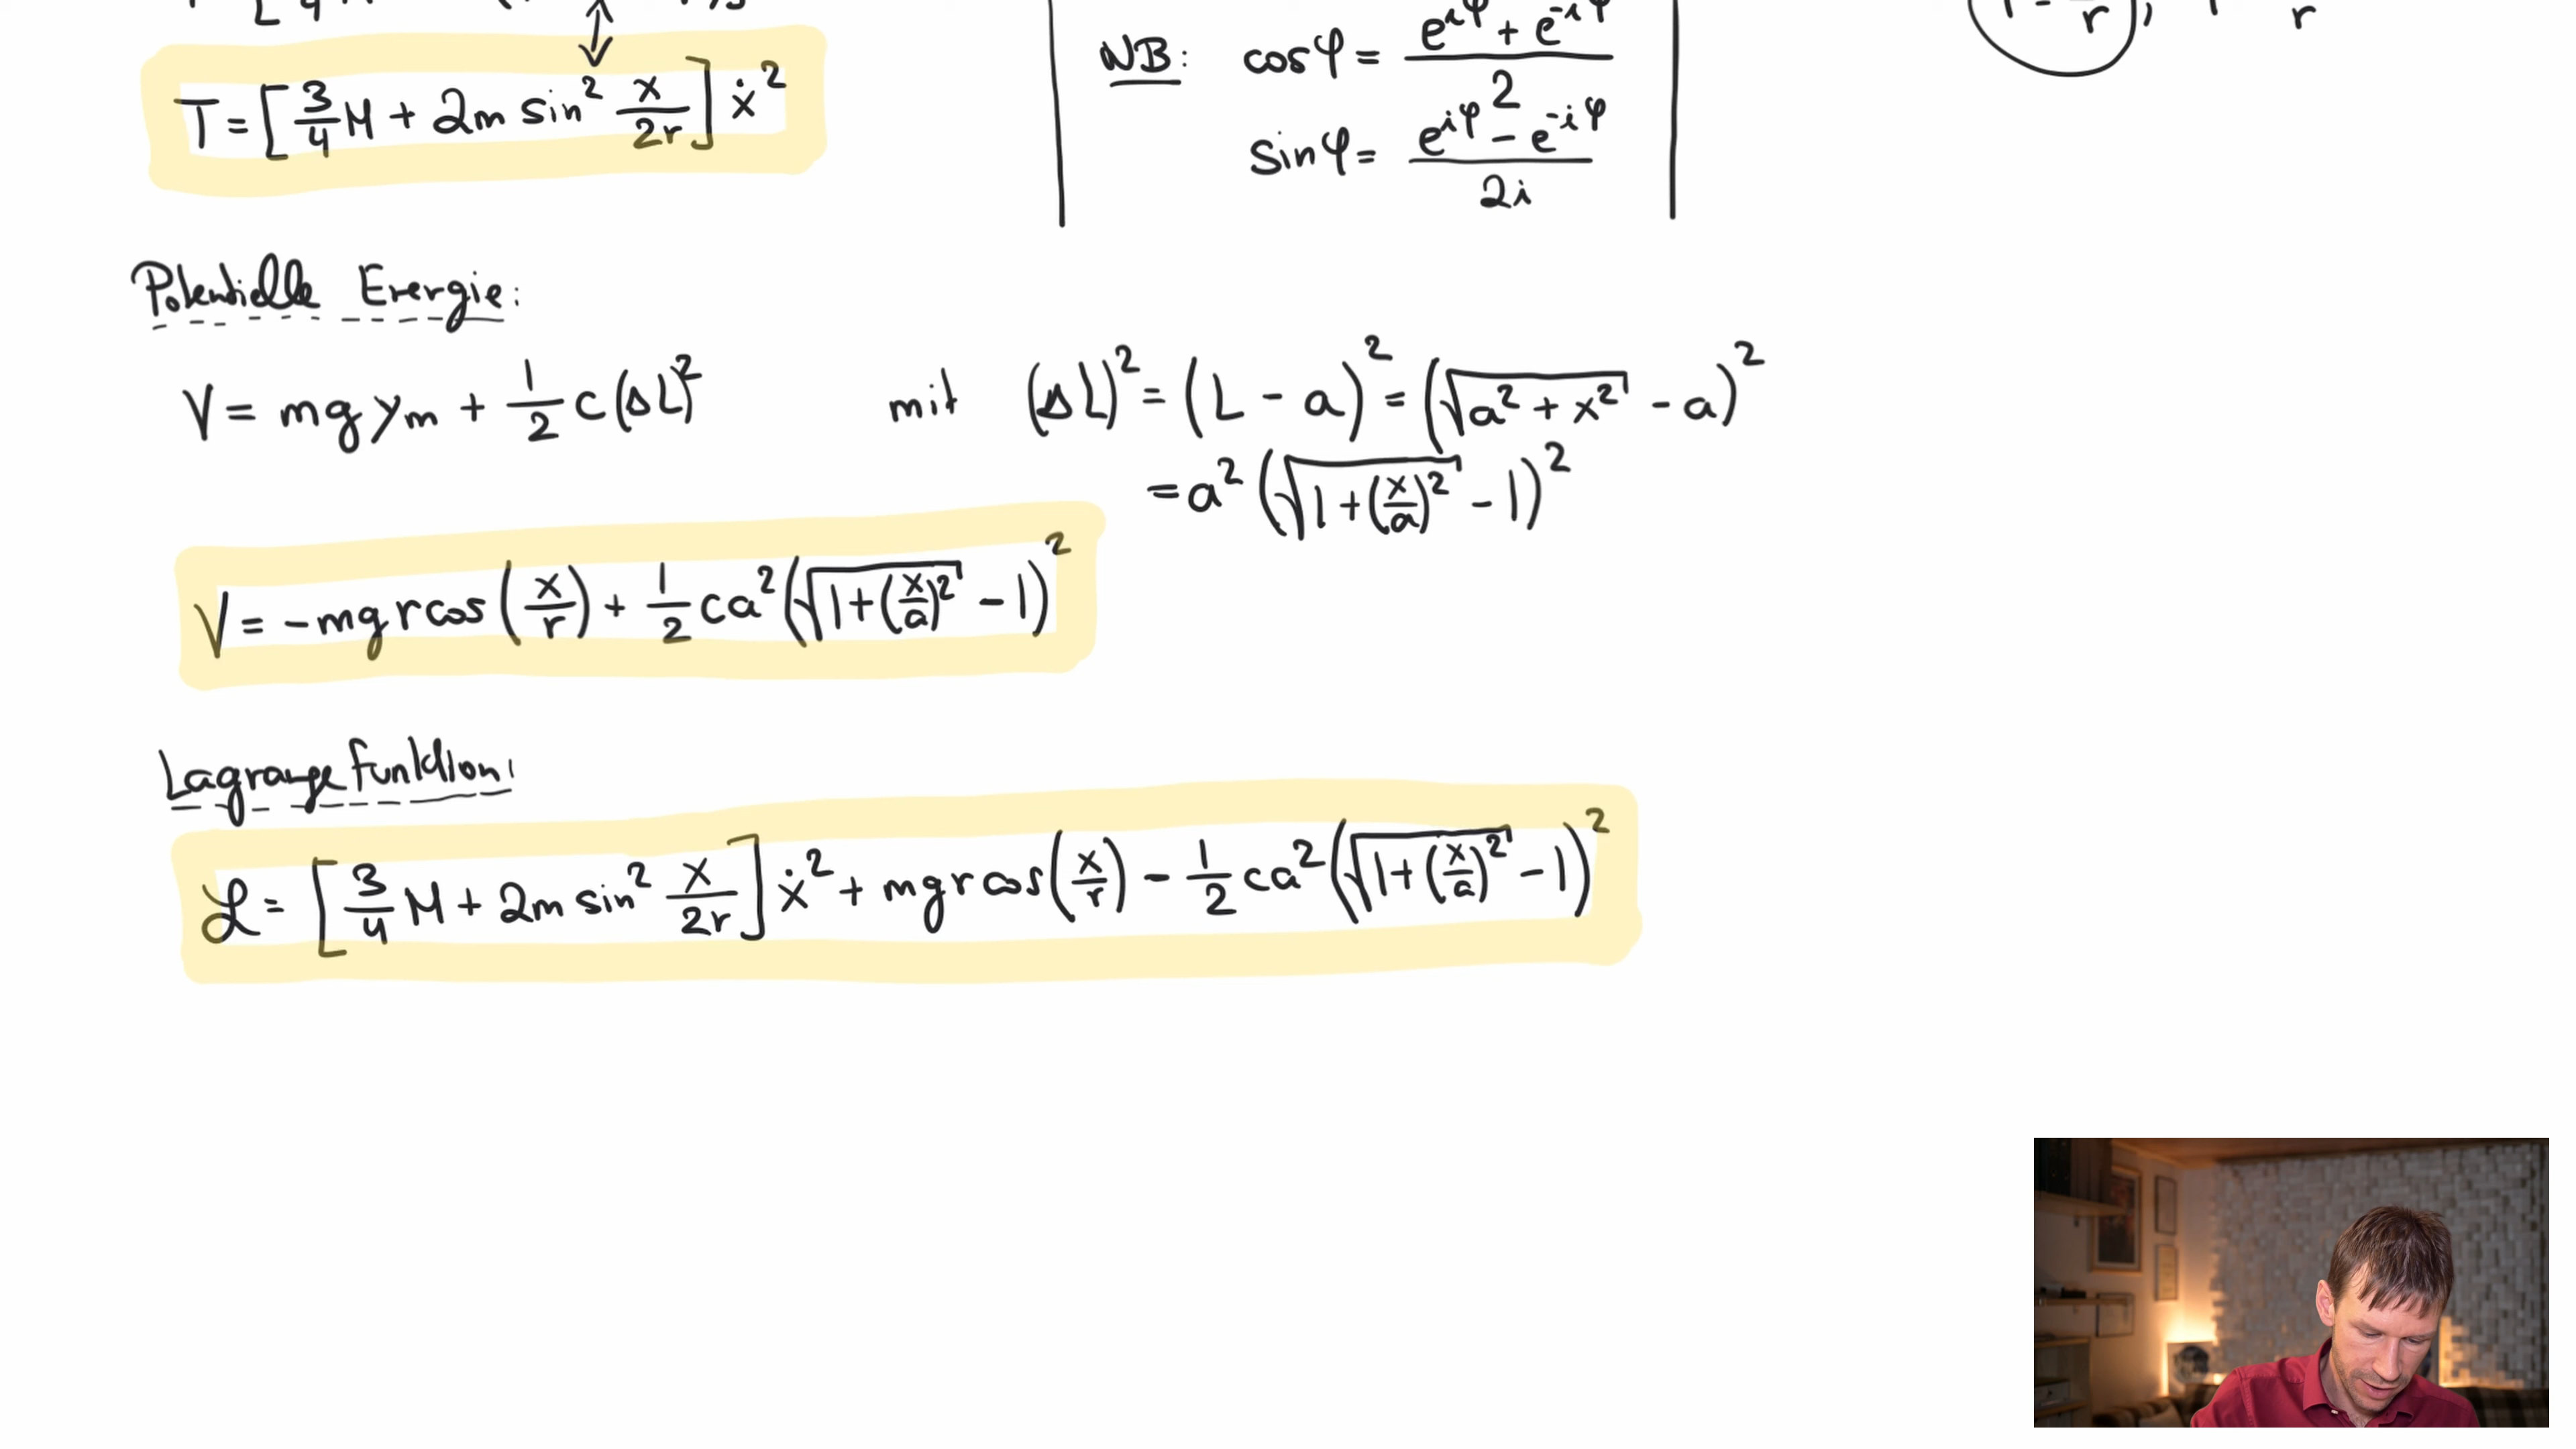 T = [3/4 M + 2m sin² x/2r] ẋ²
NB: cosφ = (e^{iφ} + e^{-iφ})/2
sinφ = (e^{iφ} - e^{-iφ})/2i
Potentielle Energie:
V = mg y_m + 1/2 c (ΔL)² mit (ΔL)² = (L - a)² = (√(a² + x²) - a)²
= a² (√(1 + (x/a)²) - 1)²
V = -mgr cos(x/r) + 1/2 ca² (√(1 + (x/a)²) - 1)²
Lagrangefunktion:
ℒ = [3/4 M + 2m sin² x/2r] ẋ² + mgr cos(x/r) - 1/2 ca² (√(1 + (x/a)²) - 1)²